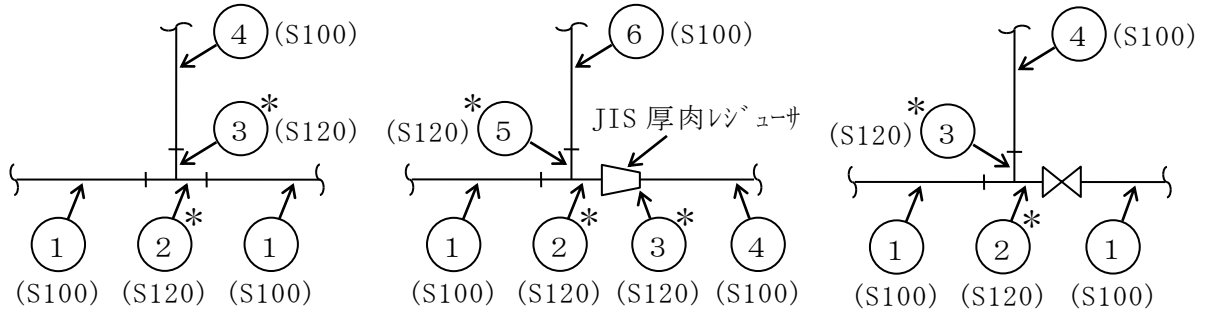 4 (S100)
3* (S120)
1 2* 1
(S100) (S120) (S100)
6 (S100)
* (S120) 5 JIS 厚肉レジューサ
1 2* 3* 4
(S100) (S120) (S120) (S100)
4 (S100)
* (S120) 3
1 2* 1
(S100) (S120) (S100)